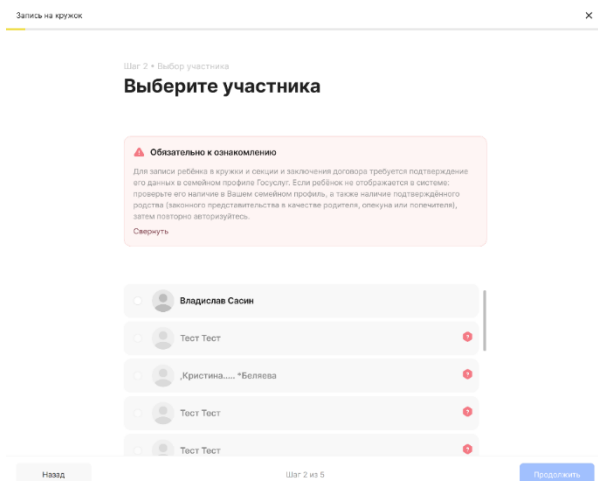 Запись на кружок
Шаг 2 • Выбор участника
Выберите участника
Обязательно к ознакомлению
Для записи ребёнка в кружки и секции и заключения договора требуется подтверждение
его данных в семейном профиле Госуслуг. Если ребёнок не отображается в системе:
проверьте его наличие в Вашем семейном профиль, а также наличие подтверждённого
родства (законного представительства в качестве родителя, опекуна или попечителя),
затем повторно авторизуйтесь.
Свернуть
Владислав Сасин
Тест Тест
,Кристина..... *Беляева
Тест Тест
Тест Тест
Назад
Шаг 2 из 5
Продолжить